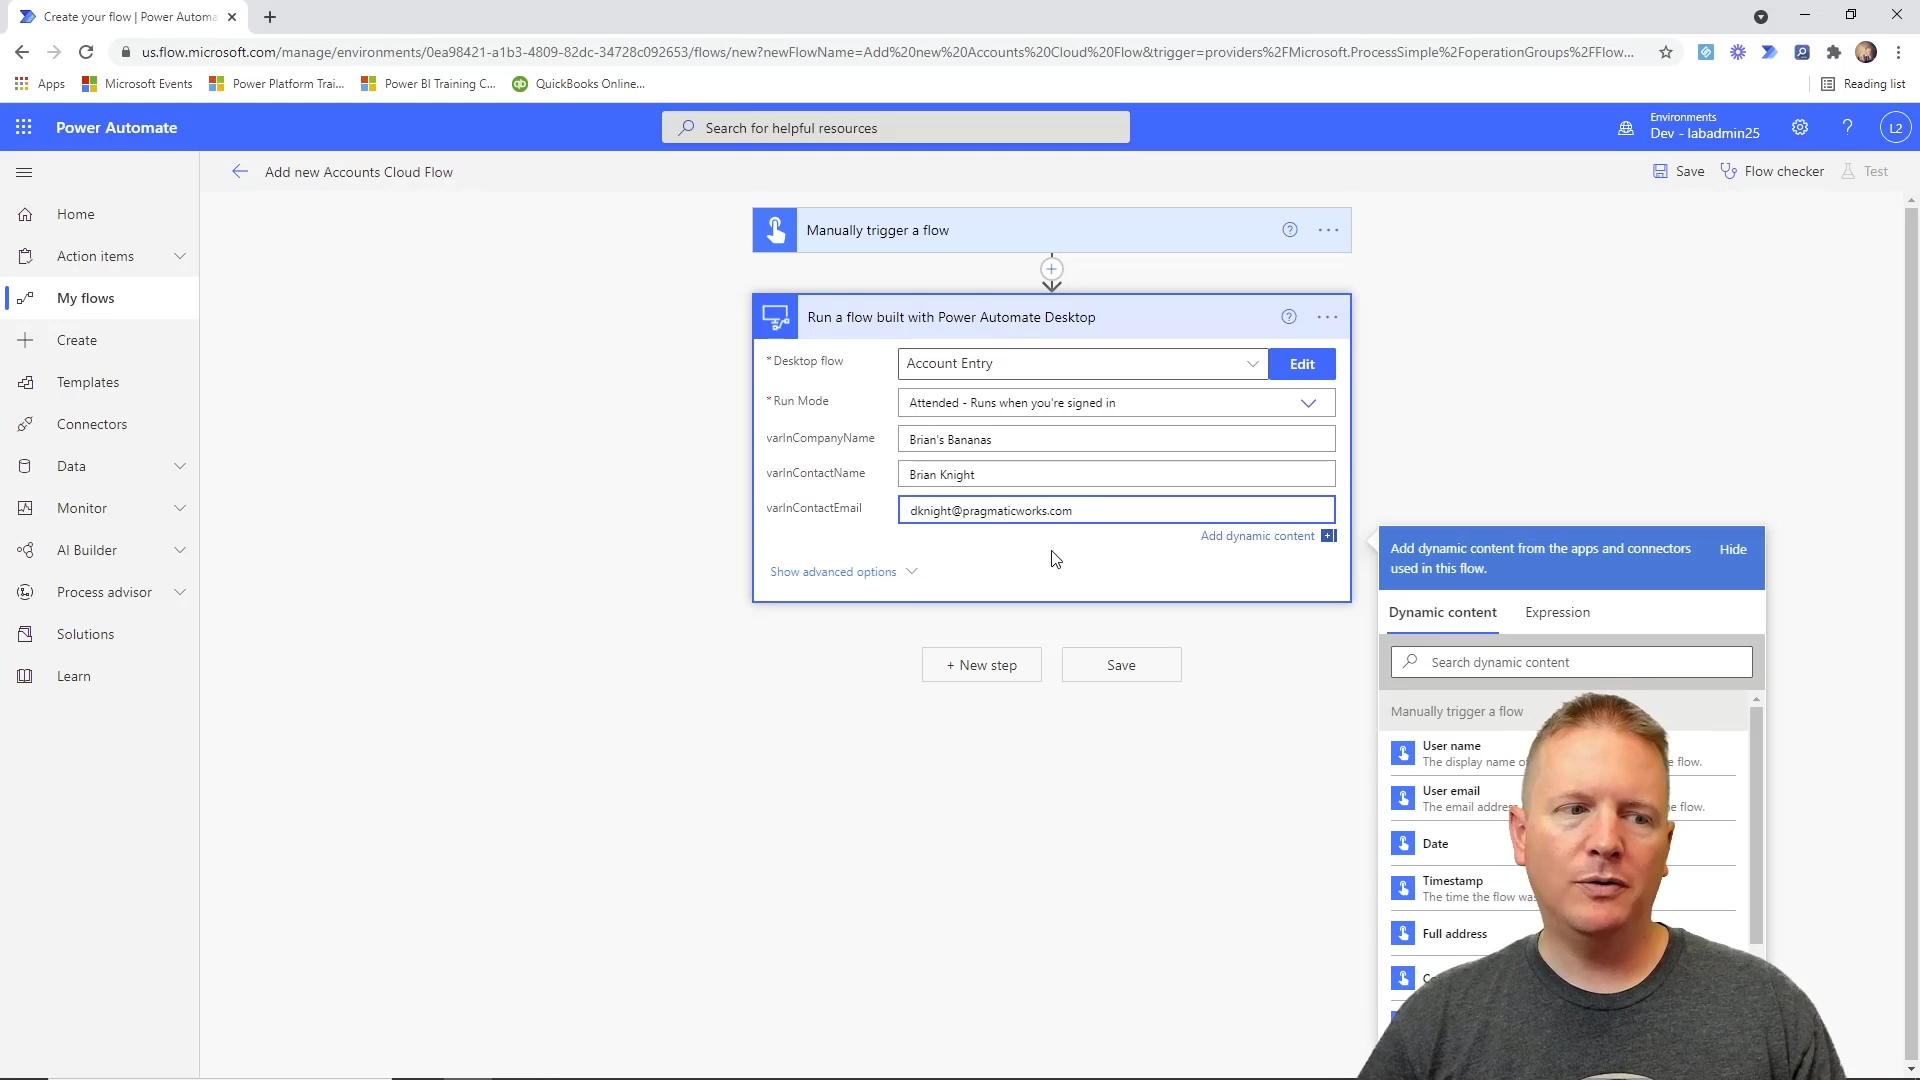 Create your flow | Power Automa
us.flow.microsoft.com/manage/environments/0ea98421-a1b3-4809-82dc-34728c092653/flows/new?newFlowName=Add%20new%20Accounts%20Cloud%20Flow&trigger=providers%2FMicrosoft.ProcessSimple%2FoperationGroups%2FFlow...
Apps
Microsoft Events
Power Platform Trai...
Power BI Training C...
QuickBooks Online...
Reading list
Power Automate
Search for helpful resources
Environments
Dev - labadmin25
L2
Add new Accounts Cloud Flow
Save
Flow checker
Test
Home
Action items
My flows
Create
Templates
Connectors
Data
Monitor
AI Builder
Process advisor
Solutions
Learn
Manually trigger a flow
Run a flow built with Power Automate Desktop
* Desktop flow
Account Entry
Edit
* Run Mode
Attended - Runs when you're signed in
varInCompanyName
Brian's Bananas
varInContactName
Brian Knight
varInContactEmail
dknight@pragmaticworks.com
Add dynamic content
Show advanced options
+ New step
Save
Add dynamic content from the apps and connectors
used in this flow.
Hide
Dynamic content
Expression
Search dynamic content
Manually trigger a flow
User name
The display name flow.
User email
The email address flow.
Date
Timestamp
The time the flow
Full address